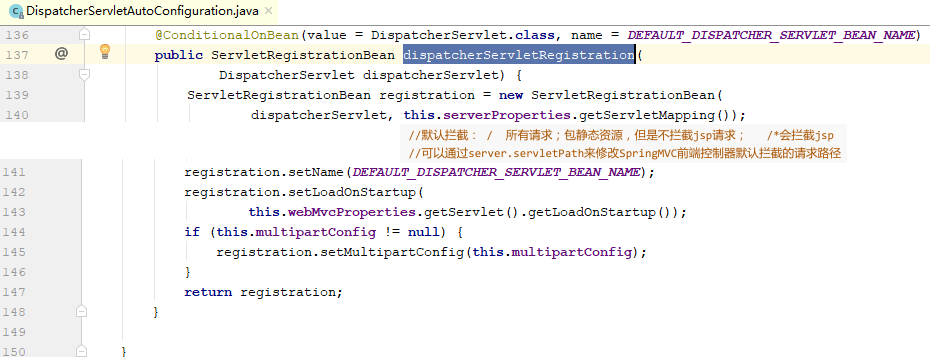 DispatcherServletAutoConfiguration.java ×
136 @ConditionalOnBean(value = DispatcherServlet.class, name = DEFAULT_DISPATCHER_SERVLET_BEAN_NAME)
137 @ public ServletRegistrationBean dispatcherServletRegistration(
138 DispatcherServlet dispatcherServlet) {
139 ServletRegistrationBean registration = new ServletRegistrationBean(
140 dispatcherServlet, this.serverProperties.getServletMapping());
//默认拦截： /  所有请求；包静态资源，但是不拦截jsp请求；   /*会拦截jsp
//可以通过server.servletPath来修改SpringMVC前端控制器默认拦截的请求路径
141 registration.setName(DEFAULT_DISPATCHER_SERVLET_BEAN_NAME);
142 registration.setLoadOnStartup(
143 this.webMvcProperties.getServlet().getLoadOnStartup());
144 if (this.multipartConfig != null) {
145 registration.setMultipartConfig(this.multipartConfig);
146 }
147 return registration;
148 }
149
150 }